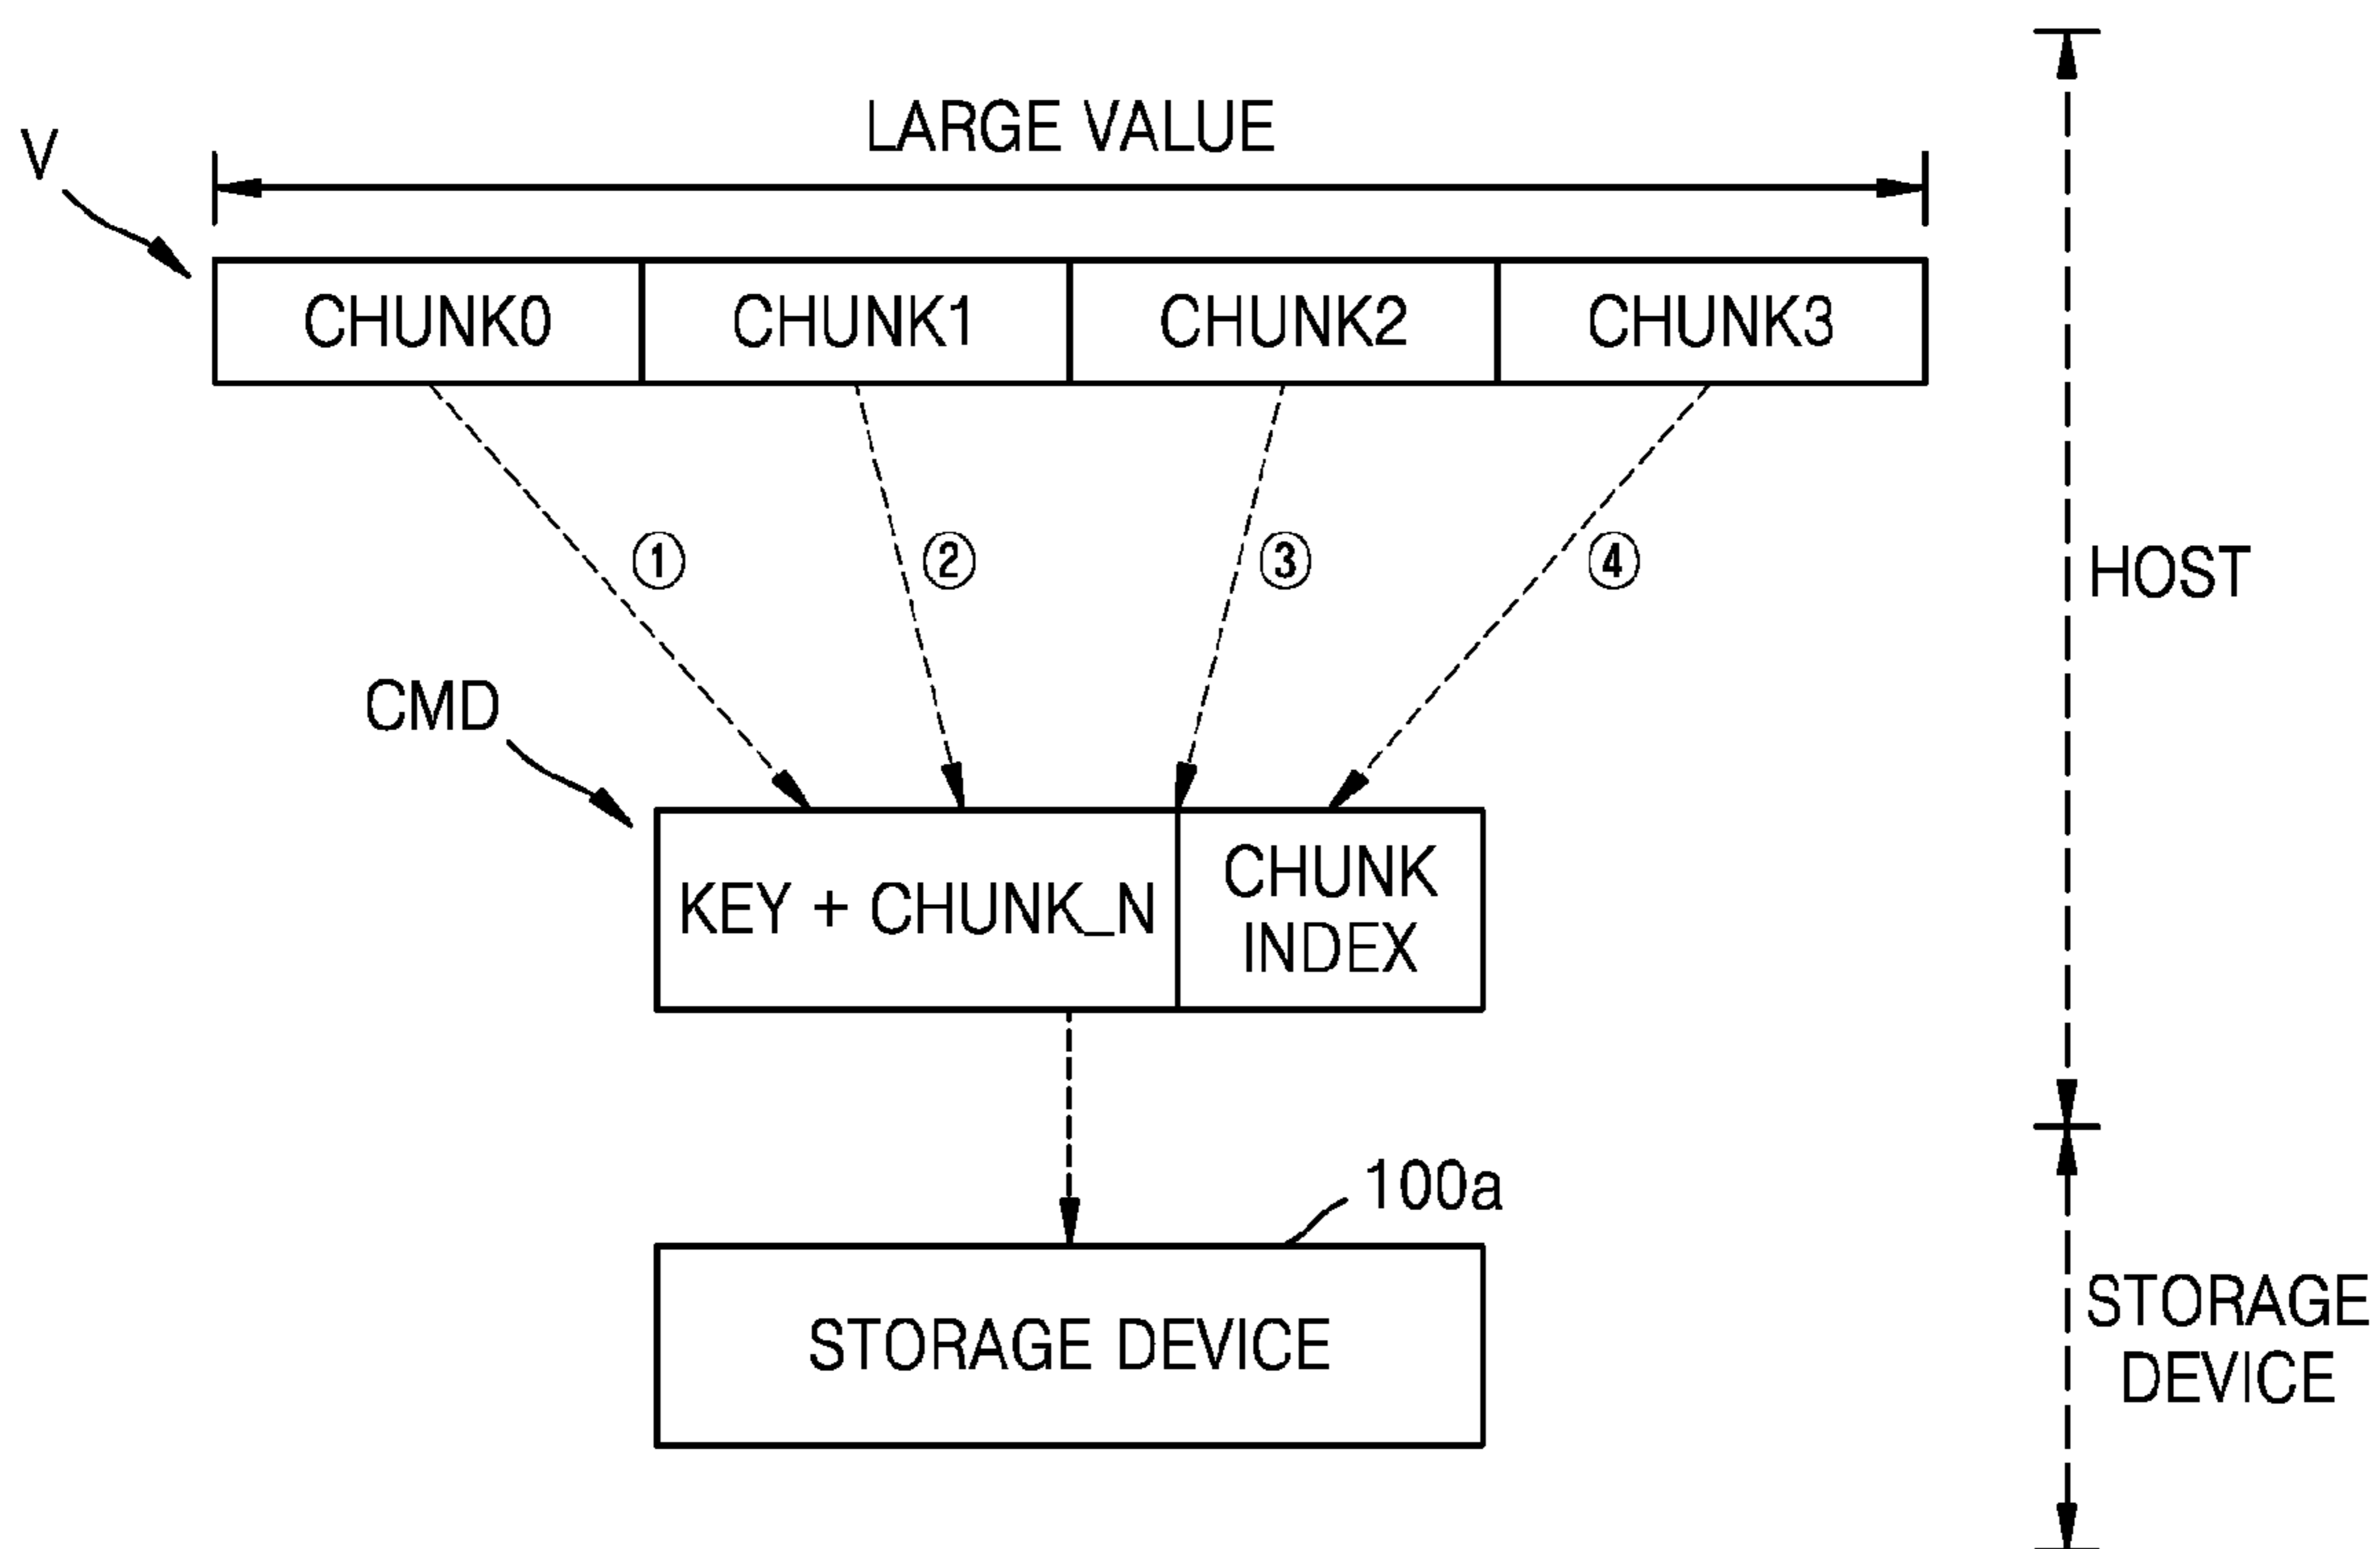 LARGE VALUE
V
CHUNK0 CHUNK1 CHUNK2 CHUNK3
① ② ③ ④
HOST
CMD
KEY + CHUNK_N
CHUNK
INDEX
100a
STORAGE DEVICE
STORAGE
DEVICE